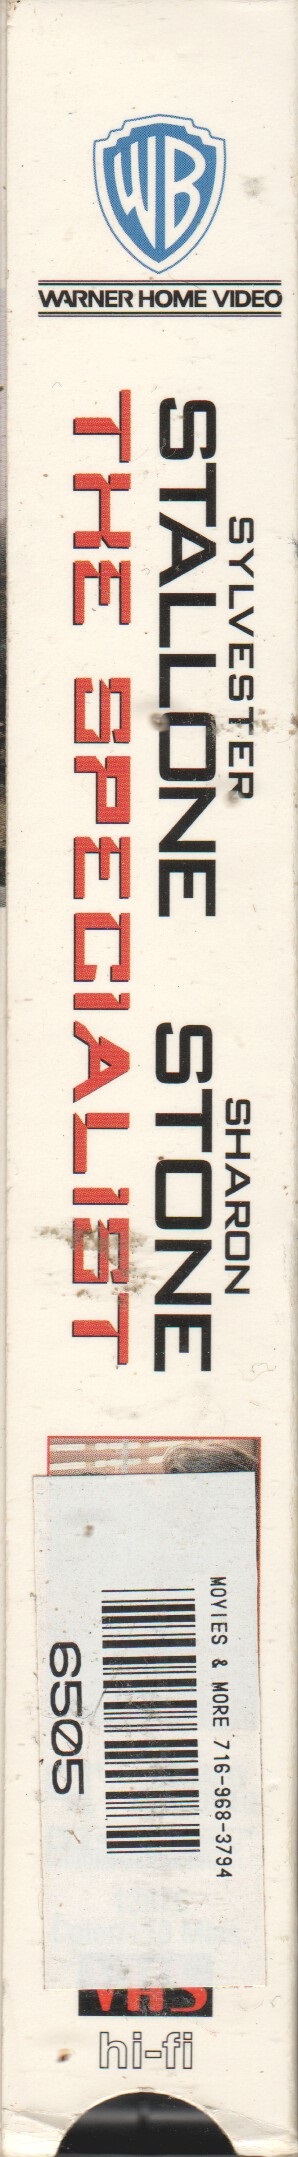 WB
WARNER HOME VIDEO
SYLVESTER
STALLONE
SHARON
STONE
THE SPECIALIST
MOVIES & MORE 716-968-3794
6505
VHS
hi-fi